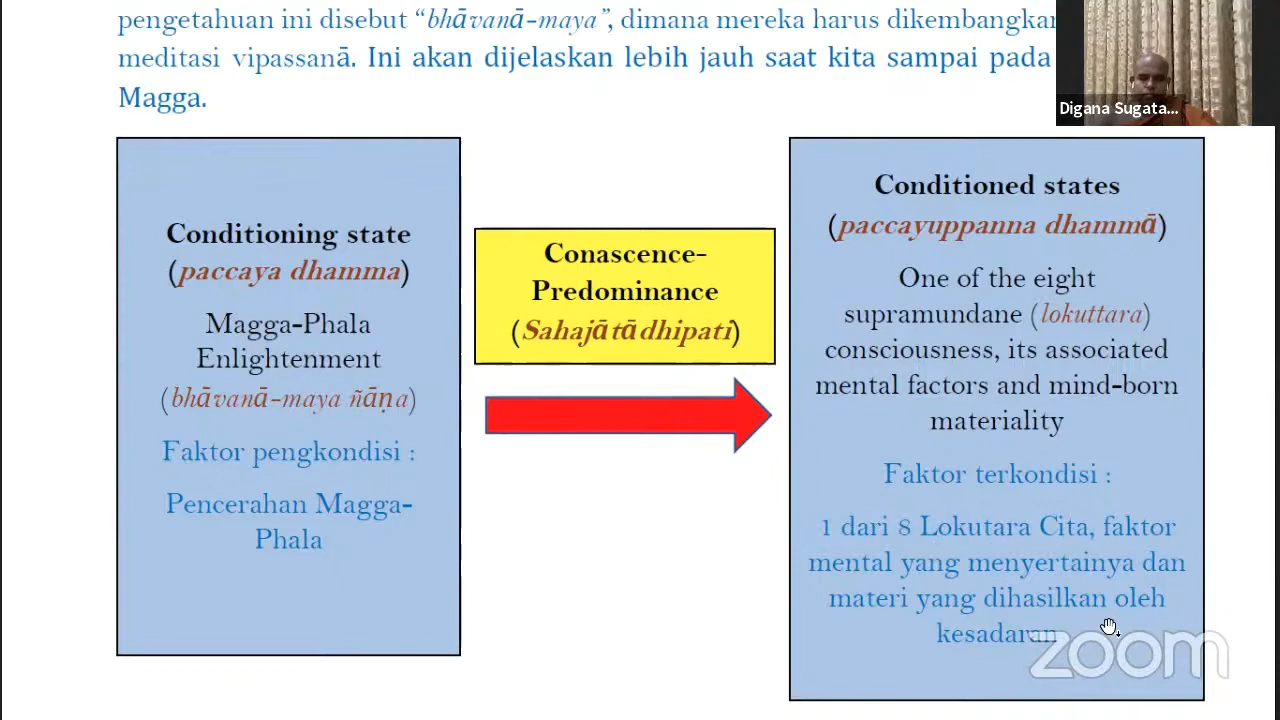 pengetahuan ini disebut “bhāvanā-maya”, dimana mereka harus dikembangkan
meditasi vipassanā. Ini akan dijelaskan lebih jauh saat kita sampai pada
Magga.
Digana Sugata...
Conditioning state
(paccaya dhamma)
Magga-Phala
Enlightenment
(bhāvanā-maya ñāṇa)
Faktor pengkondisi :
Pencerahan Magga-
Phala
Conascence-
Predominance
(Sahajātādhipati)
Conditioned states
(paccayuppanna dhammā)
One of the eight
supramundane (lokuttara)
consciousness, its associated
mental factors and mind-born
materiality
Faktor terkondisi :
1 dari 8 Lokutara Cita, faktor
mental yang menyertainya dan
materi yang dihasilkan oleh
kesadaran
zoom